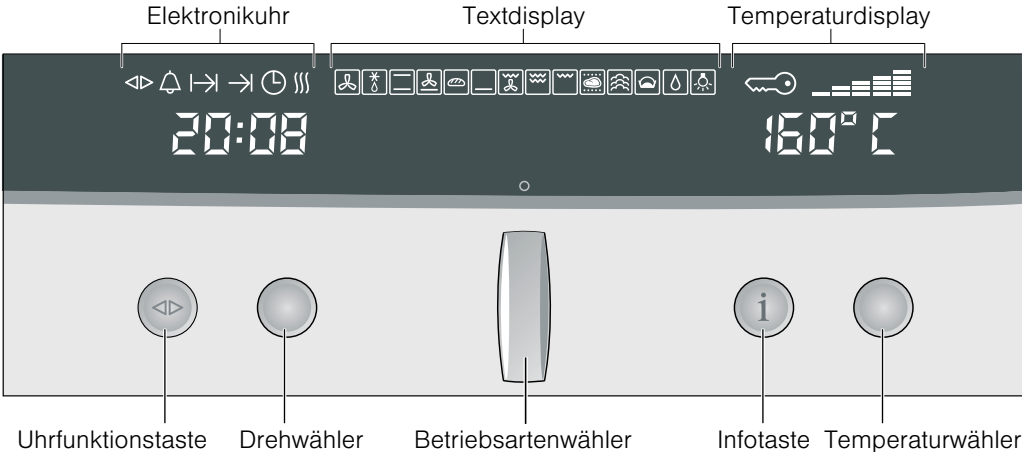 Elektronikuhr Textdisplay Temperaturdisplay
20:08 160° C
i
Uhrfunktionstaste Drehwähler Betriebsartenwähler Infotaste Temperaturwähler